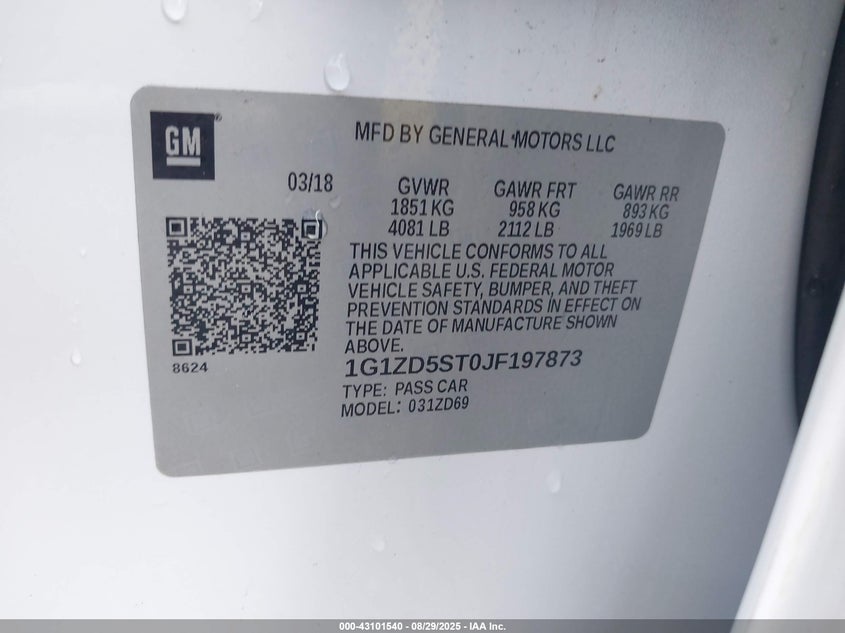 GM
MFD BY GENERAL MOTORS LLC
03/18
GVWR GAWR FRT GAWR RR
1851 KG 958 KG 893 KG
4081 LB 2112 LB 1969 LB
THIS VEHICLE CONFORMS TO ALL
APPLICABLE U.S. FEDERAL MOTOR
VEHICLE SAFETY, BUMPER, AND THEFT
PREVENTION STANDARDS IN EFFECT ON
THE DATE OF MANUFACTURE SHOWN
ABOVE.
8624
1G1ZD5ST0JF197873
TYPE: PASS CAR
MODEL: 031ZD69
000-43101540 - 08/29/2025 - IAA Inc.